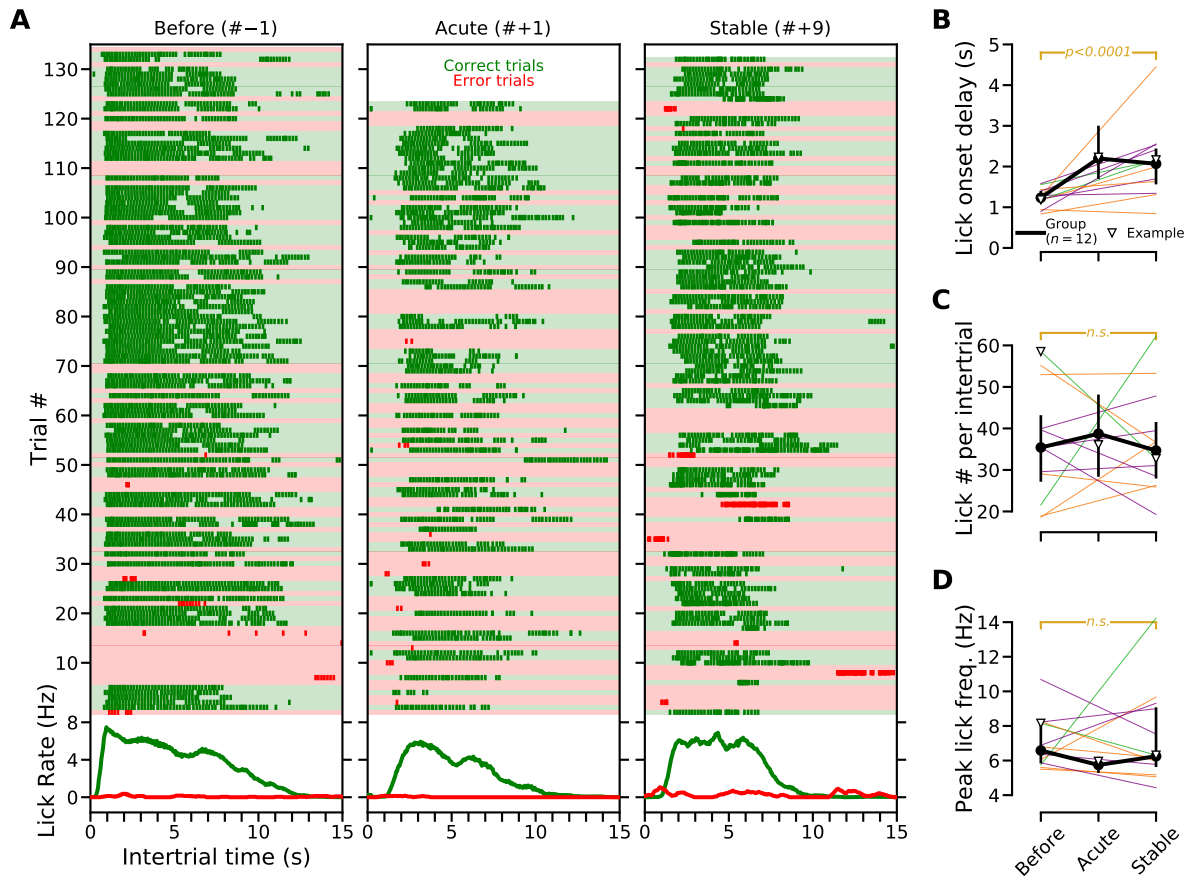 A
Before (#−1)
Acute (#+1)
Stable (#+9)
Correct trials
Error trials
Trial #
130
120
110
100
90
80
70
60
50
40
30
20
10
Lick Rate (Hz)
8
4
0
0 5 10 15
0 5 10 15
0 5 10 15
Intertrial time (s)
B
Lick onset delay (s)
5
4
3
2
1
0
p<0.0001
Group
(n = 12)
Example
C
Lick # per intertrial
60
50
40
30
20
n.s.
D
Peak lick freq. (Hz)
14
12
10
8
6
4
n.s.
Before
Acute
Stable